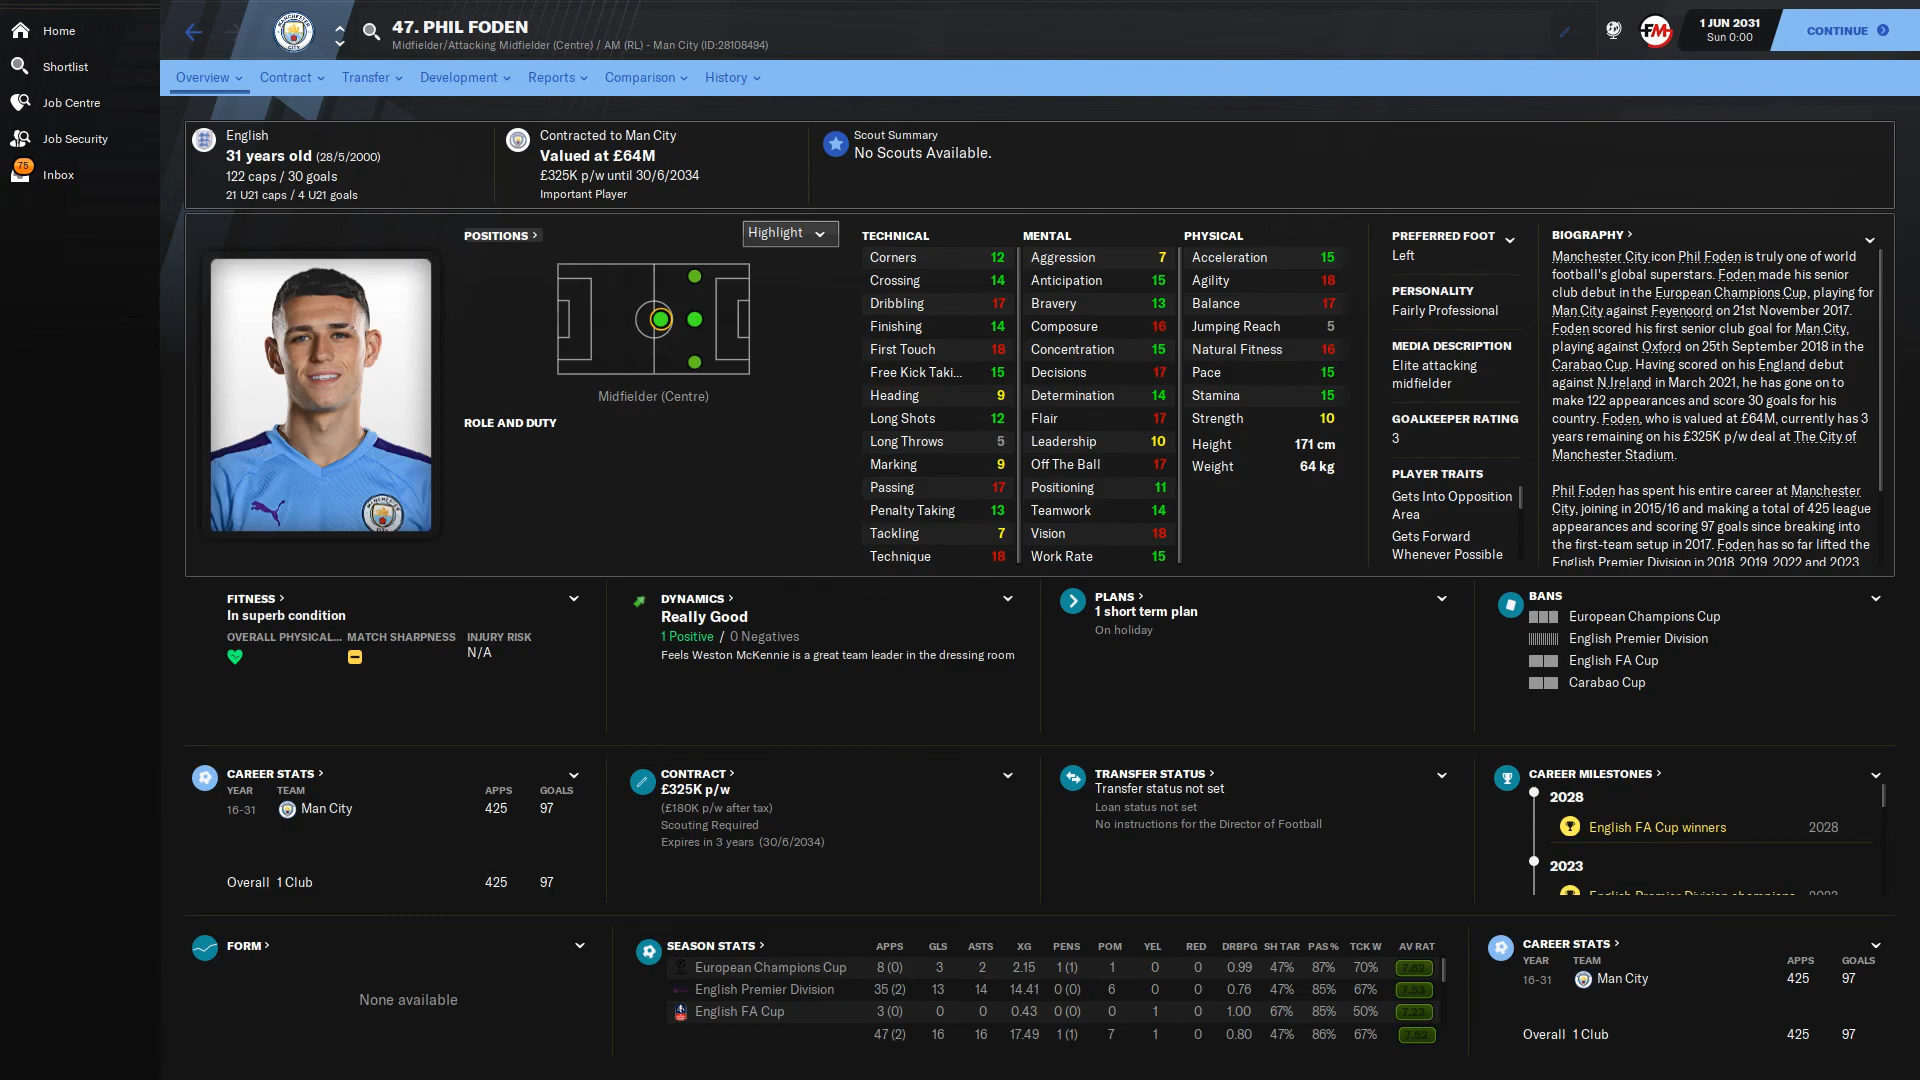 Home
Shortlist
Job Centre
Job Security
75
Inbox
47. PHIL FODEN
Midfielder/Attacking Midfielder (Centre) / AM (RL) - Man City (ID:28108494)
FM
1 JUN 2031
Sun 0:00
CONTINUE
Overview
Contract
Transfer
Development
Reports
Comparison
History
English
31 years old (28/5/2000)
122 caps / 30 goals
21 U21 caps / 4 U21 goals
Contracted to Man City
Valued at £64M
£325K p/w until 30/6/2034
Important Player
Scout Summary
No Scouts Available.
POSITIONS >
Highlight
Midfielder (Centre)
ROLE AND DUTY
TECHNICAL
Corners 12
Crossing 14
Dribbling 17
Finishing 14
First Touch 18
Free Kick Taki... 15
Heading 9
Long Shots 12
Long Throws 5
Marking 9
Passing 17
Penalty Taking 13
Tackling 7
Technique 18
MENTAL
Aggression 7
Anticipation 15
Bravery 13
Composure 16
Concentration 15
Decisions 17
Determination 14
Flair 17
Leadership 10
Off The Ball 17
Positioning 11
Teamwork 14
Vision 18
Work Rate 15
PHYSICAL
Acceleration 15
Agility 18
Balance 17
Jumping Reach 5
Natural Fitness 16
Pace 15
Stamina 15
Strength 10
Height 171 cm
Weight 64 kg
PREFERRED FOOT
Left
PERSONALITY
Fairly Professional
MEDIA DESCRIPTION
Elite attacking
midfielder
GOALKEEPER RATING
3
PLAYER TRAITS
Gets Into Opposition
Area
Gets Forward
Whenever Possible
BIOGRAPHY >
Manchester City icon Phil Foden is truly one of world
football's global superstars. Foden made his senior
club debut in the European Champions Cup, playing for
Man City against Feyenoord on 21st November 2017.
Foden scored his first senior club goal for Man City,
playing against Oxford on 25th September 2018 in the
Carabao Cup. Having scored on his England debut
against N.Ireland in March 2021, he has gone on to
make 122 appearances and score 30 goals for his
country. Foden, who is valued at £64M, currently has 3
years remaining on his £325K p/w deal at The City of
Manchester Stadium.
Phil Foden has spent his entire career at Manchester
City, joining in 2015/16 and making a total of 425 league
appearances and scoring 97 goals since breaking into
the first-team setup in 2017. Foden has so far lifted the
English Premier Division in 2018, 2019, 2022 and 2023
FITNESS >
In superb condition
OVERALL PHYSICAL... MATCH SHARPNESS INJURY RISK
N/A
DYNAMICS >
Really Good
1 Positive / 0 Negatives
Feels Weston McKennie is a great team leader in the dressing room
PLANS >
1 short term plan
On holiday
BANS
European Champions Cup
English Premier Division
English FA Cup
Carabao Cup
CAREER STATS >
YEAR TEAM APPS GOALS
16-31 Man City 425 97
Overall 1 Club 425 97
CONTRACT >
£325K p/w
(£180K p/w after tax)
Scouting Required
Expires in 3 years (30/6/2034)
TRANSFER STATUS >
Transfer status not set
Loan status not set
No instructions for the Director of Football
CAREER MILESTONES >
2028
English FA Cup winners 2028
2023
English Premier Division champions 2023
FORM >
None available
SEASON STATS > APPS GLS ASTS XG PENS POM YEL RED DRBPG SH TAR PAS % TCK W AV RAT
European Champions Cup 8 (0) 3 2 2.15 1 (1) 1 0 0 0.99 47% 87% 70% 7.62
English Premier Division 35 (2) 13 14 14.41 0 (0) 6 0 0 0.76 47% 85% 67% 7.53
English FA Cup 3 (0) 0 0 0.43 0 (0) 0 1 0 1.00 67% 85% 50% 7.23
47 (2) 16 16 17.49 1 (1) 7 1 0 0.80 47% 86% 67% 7.52
CAREER STATS >
YEAR TEAM APPS GOALS
16-31 Man City 425 97
Overall 1 Club 425 97